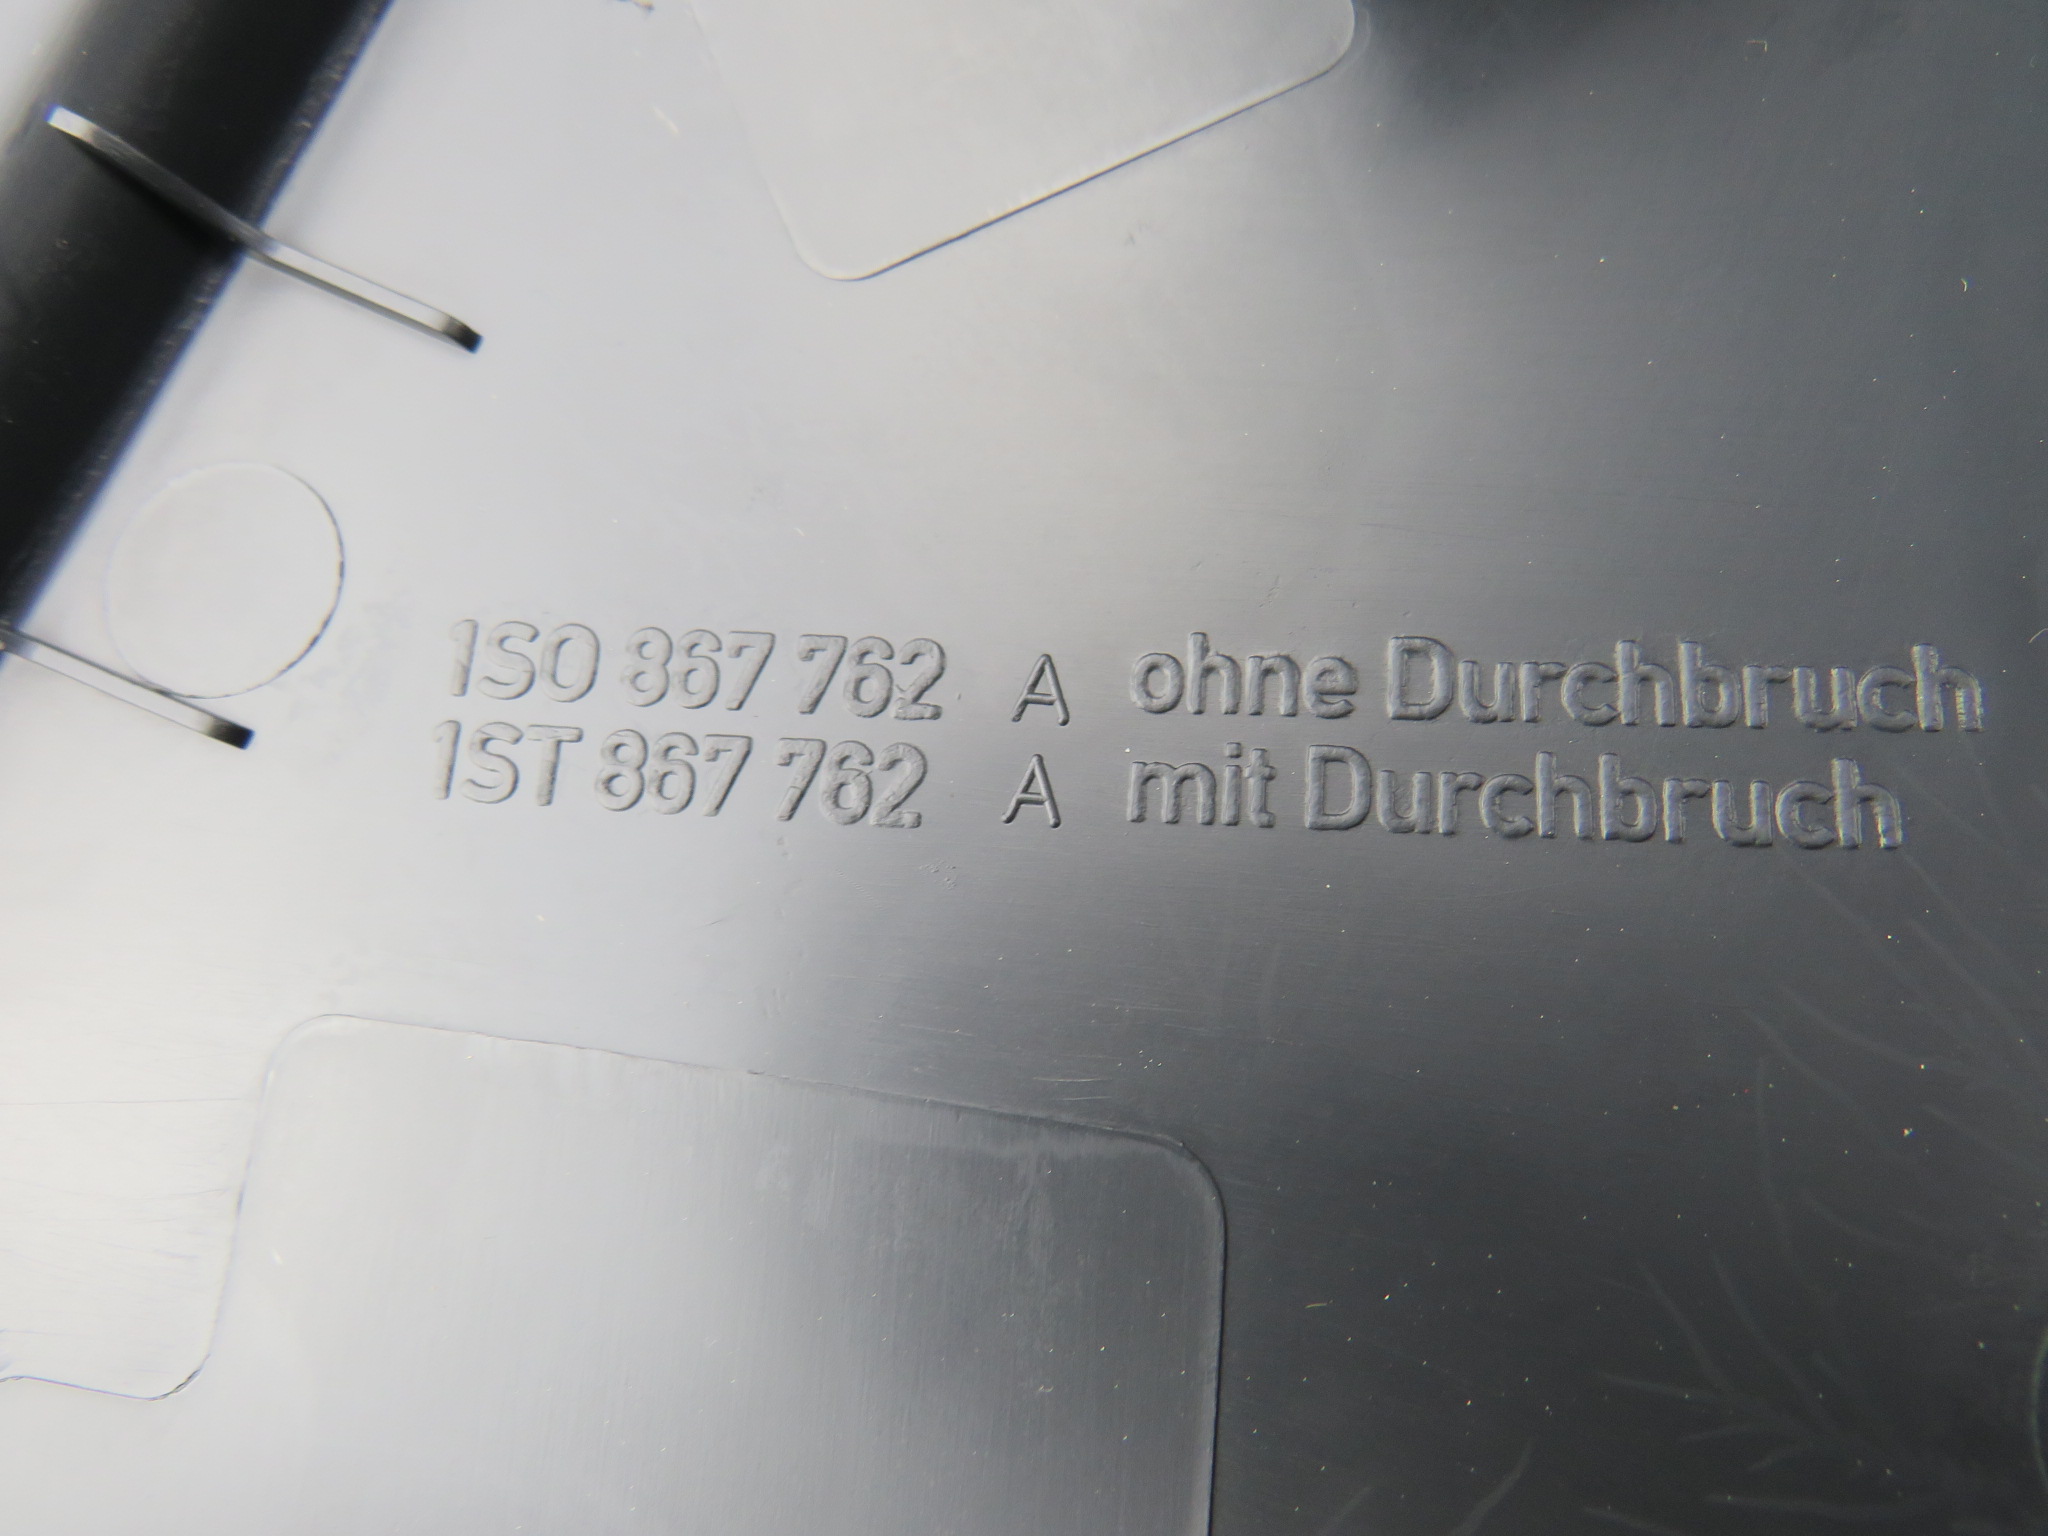 1S0 867 762 A ohne Durchbruch
1ST 867 762 A mit Durchbruch